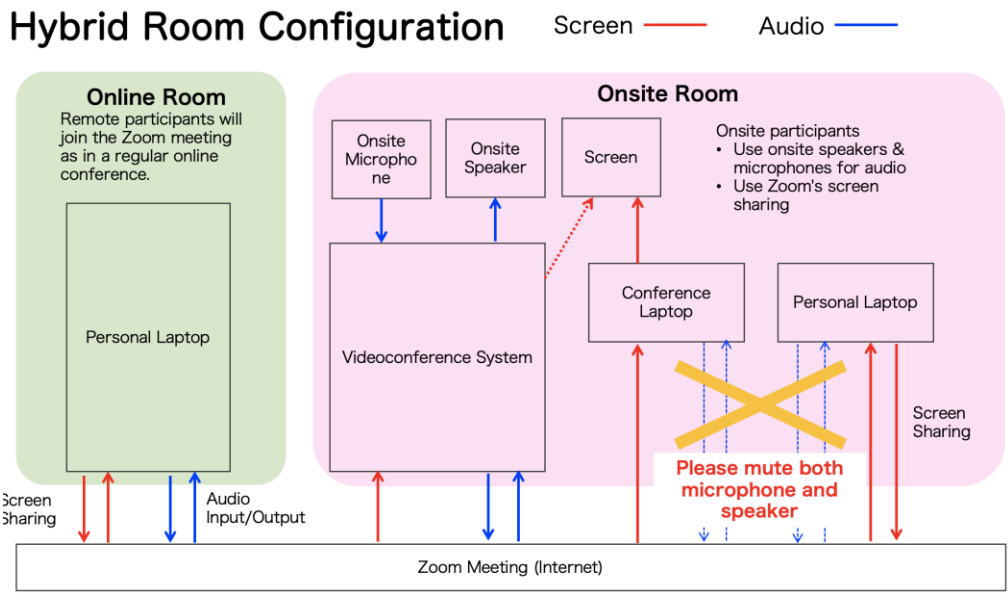 Hybrid Room Configuration
Screen
Audio
Online Room
Remote participants will
join the Zoom meeting
as in a regular online
conference.
Personal Laptop
Screen
Sharing
Audio
Input/Output
Onsite Room
Onsite
Micropho
ne
Onsite
Speaker
Screen
Onsite participants
• Use onsite speakers &
microphones for audio
• Use Zoom's screen
sharing
Videoconference System
Conference
Laptop
Personal Laptop
Screen
Sharing
Please mute both
microphone and
speaker
Zoom Meeting (Internet)